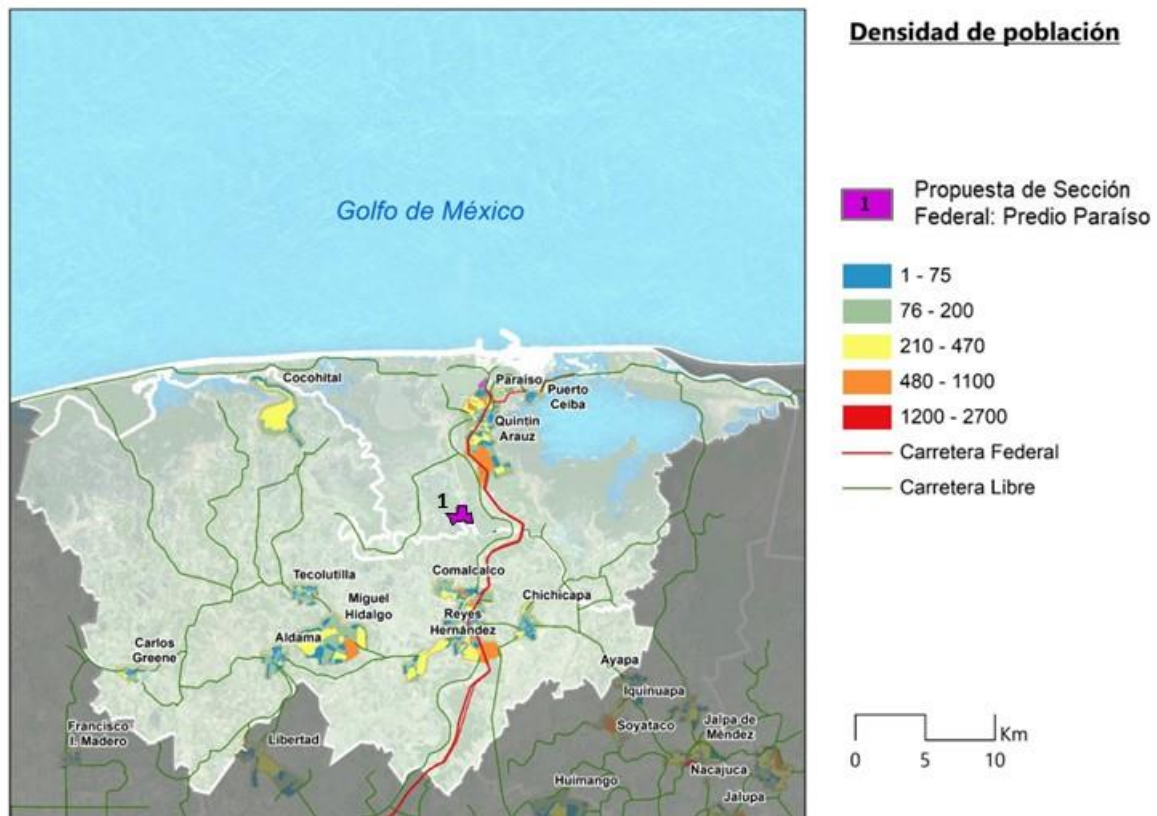 Densidad de población
Golfo de México
1
Propuesta de Sección
Federal: Predio Paraíso
1 - 75
76 - 200
210 - 470
480 - 1100
1200 - 2700
Carretera Federal
Carretera Libre
Cocohital
Paraíso
Puerto
Ceiba
Quintin
Arauz
1
Tecolutilla
Comalcalco
Miguel
Hidalgo
Chichicapa
Reyes
Hernández
Aldama
Carlos
Greene
Ayapa
Iquinuapa
Francisco
I. Madero
Libertad
Soyataco
Jalpa de
Méndez
Nacajuca
Huimango
Jalupa
Km
0 5 10